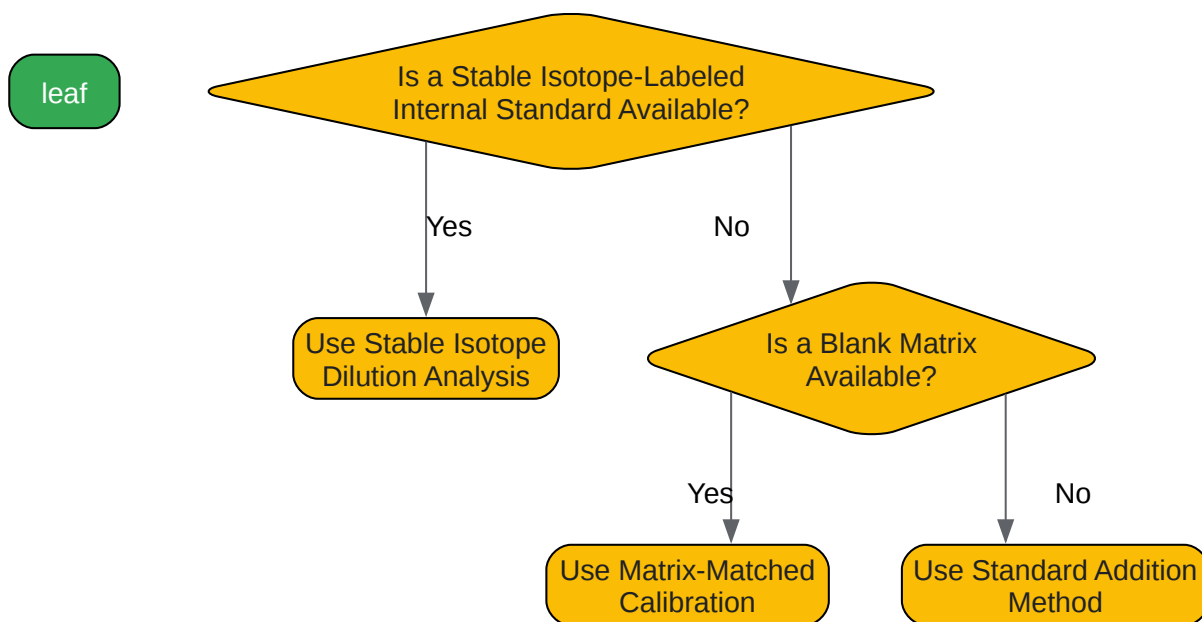 leaf
Is a Stable Isotope-Labeled
Internal Standard Available?
Yes
No
Use Stable Isotope
Dilution Analysis
Is a Blank Matrix
Available?
Yes
No
Use Matrix-Matched
Calibration
Use Standard Addition
Method